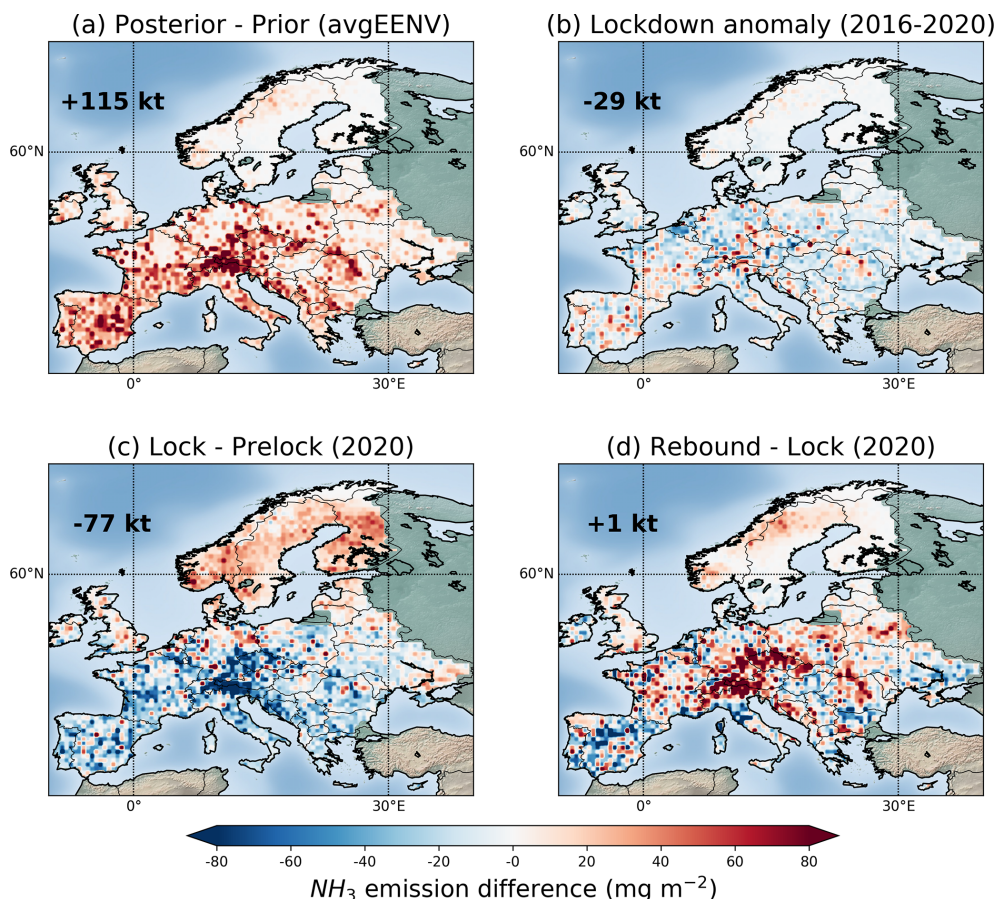 (a) Posterior - Prior (avgEENV)
(b) Lockdown anomaly (2016-2020)
+115 kt
-29 kt
60°N
60°N
0°
30°E
0°
30°E
(c) Lock - Prelock (2020)
(d) Rebound - Lock (2020)
-77 kt
+1 kt
60°N
60°N
0°
30°E
0°
30°E
-80 -60 -40 -20 -0 20 40 60 80
NH₃ emission difference (mg m⁻²)